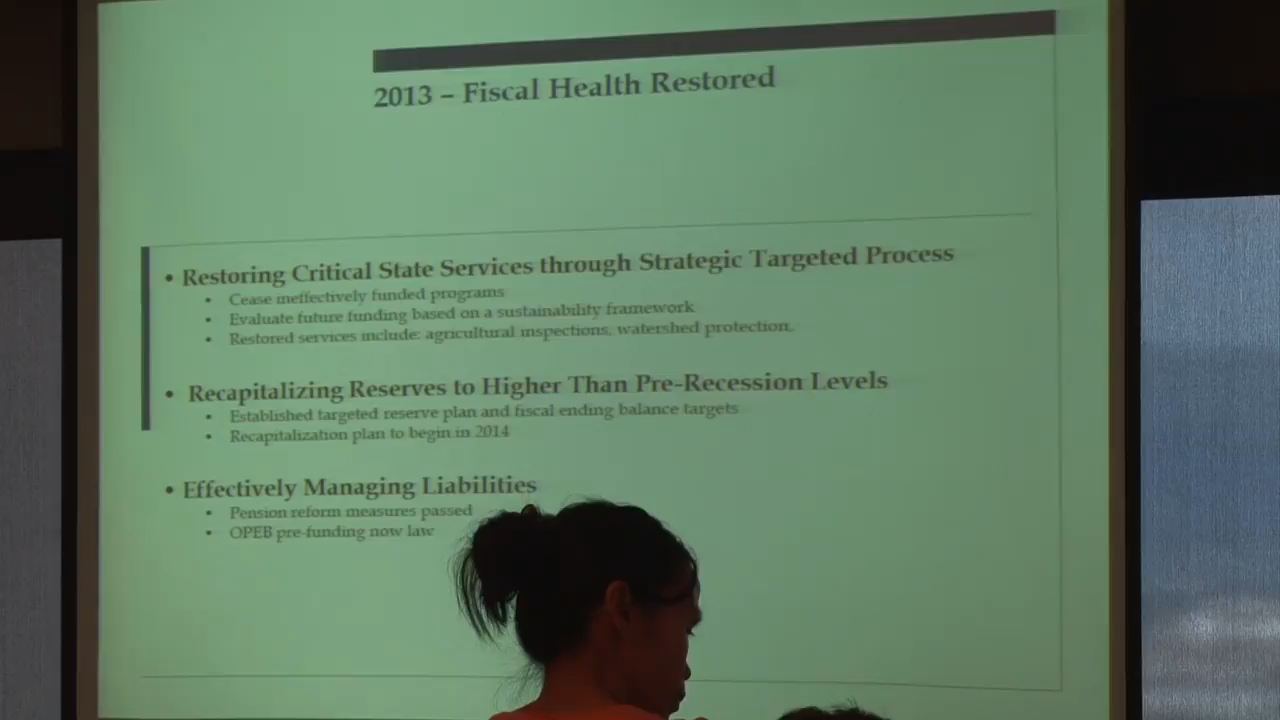 2013 – Fiscal Health Restored
• Restoring Critical State Services through Strategic Targeted Process
• Cease ineffectively funded programs
• Evaluate future funding based on a sustainability framework
• Restored services include: agricultural inspections, watershed protection.
• Recapitalizing Reserves to Higher Than Pre-Recession Levels
• Established targeted reserve plan and fiscal ending balance targets
• Recapitalization plan to begin in 2014
• Effectively Managing Liabilities
• Pension reform measures passed
• OPEB pre-funding now law